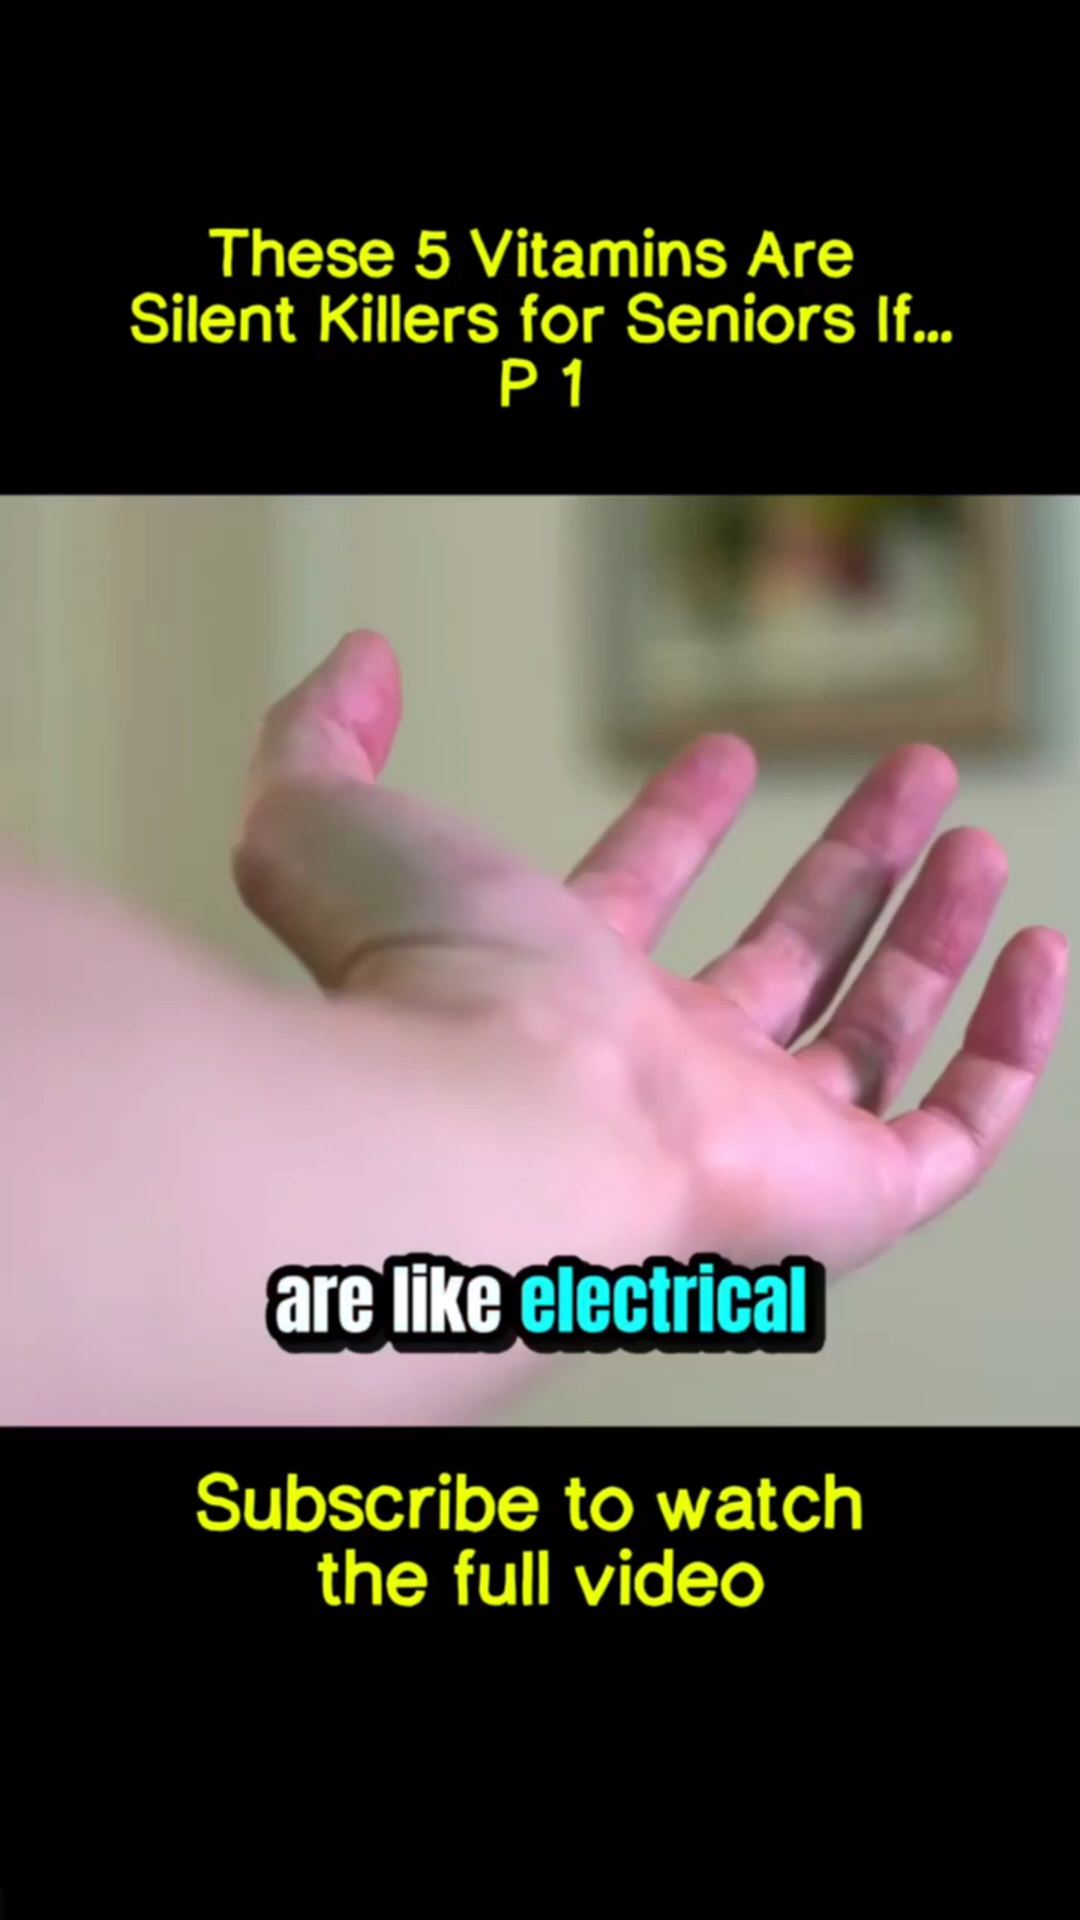 These 5 Vitamins Are
Silent Killers for Seniors If...
P 1
are like electrical
Subscribe to watch
the full video